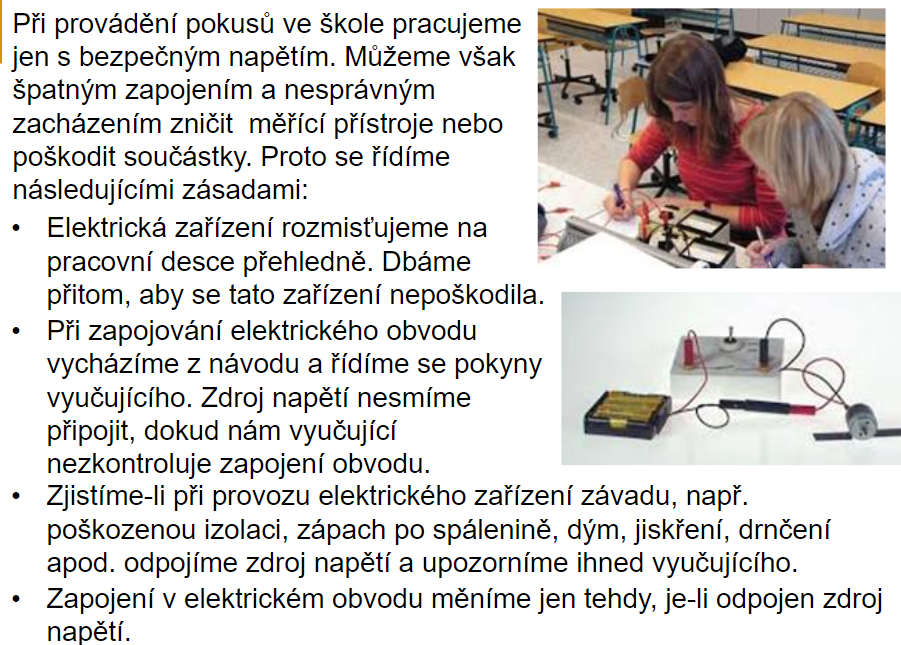 Při provádění pokusů ve škole pracujeme
jen s bezpečným napětím. Můžeme však
špatným zapojením a nesprávným
zacházením zničit  měřící přístroje nebo
poškodit součástky. Proto se řídíme
následujícími zásadami:
• Elektrická zařízení rozmisťujeme na
pracovní desce přehledně. Dbáme
přitom, aby se tato zařízení nepoškodila.
• Při zapojování elektrického obvodu
vycházíme z návodu a řídíme se pokyny
vyučujícího. Zdroj napětí nesmíme
připojit, dokud nám vyučující
nezkontroluje zapojení obvodu.
• Zjistíme-li při provozu elektrického zařízení závadu, např.
poškozenou izolaci, zápach po spálenině, dým, jiskření, drnčení
apod. odpojíme zdroj napětí a upozorníme ihned vyučujícího.
• Zapojení v elektrickém obvodu měníme jen tehdy, je-li odpojen zdroj
napětí.